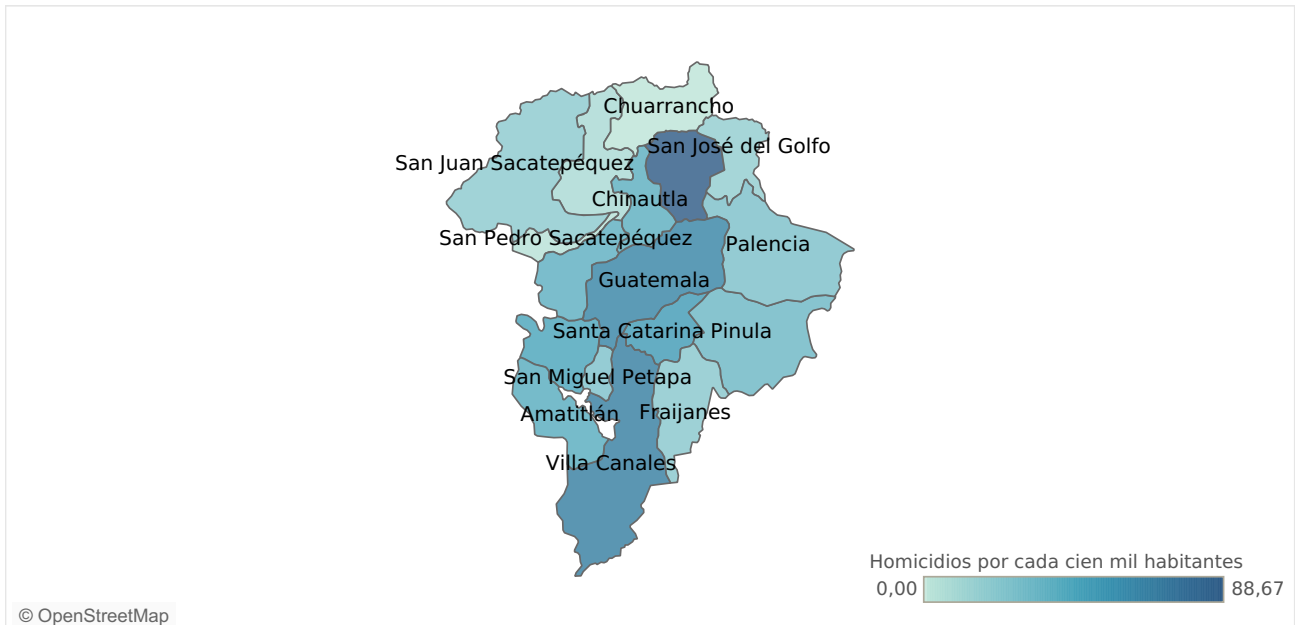 Chuarrancho
San José del Golfo
San Juan Sacatepéquez
Chinautla
San Pedro Sacatepéquez
Palencia
Guatemala
Santa Catarina Pinula
San Miguel Petapa
Amatitlán
Fraijanes
Villa Canales
Homicidios por cada cien mil habitantes
0,00
88,67
© OpenStreetMap